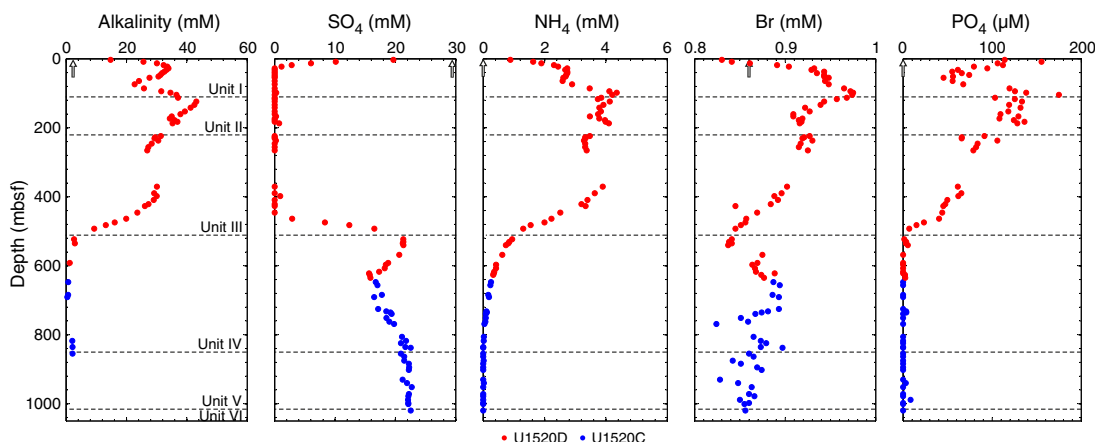 Alkalinity (mM) SO4 (mM) NH4 (mM) Br (mM) PO4 (µM)
0 20 40 60 0 10 20 30 0 2 4 6 0.8 0.9 1 0 100 200
0
Unit I
Unit II
200
400
Unit III
600
800
Unit IV
1000
Unit V
Unit VI
Depth (mbsf)
U1520D U1520C